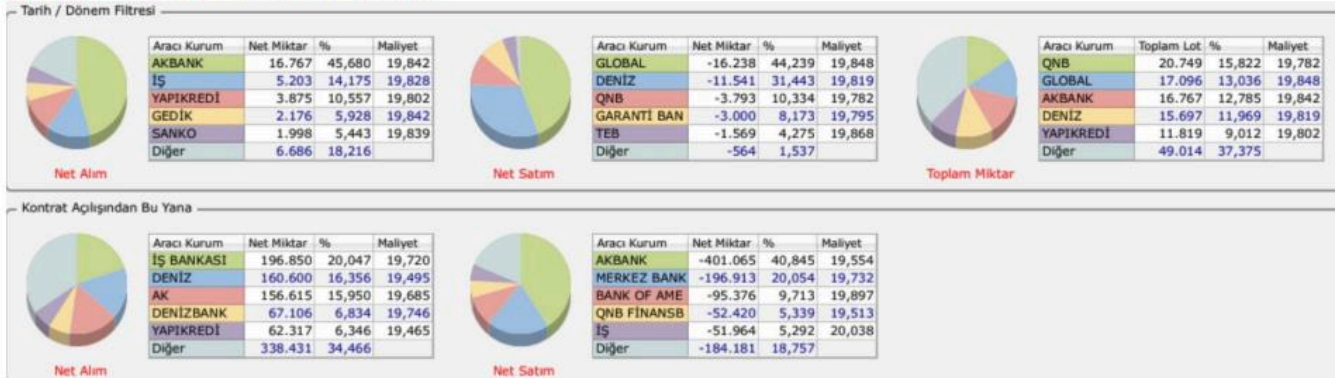 Tarih / Dönem Filtresi
Aracı Kurum Net Miktar % Maliyet
AKBANK 16.767 45,680 19,842
İŞ 5.203 14,175 19,828
YAPIKREDİ 3.875 10,557 19,802
GEDİK 2.176 5,928 19,842
SANKO 1.998 5,443 19,839
Diğer 6.686 18,216
Net Alım
Aracı Kurum Net Miktar % Maliyet
GLOBAL -16.238 44,239 19,848
DENİZ -11.541 31,443 19,819
QNB -3.793 10,334 19,782
GARANTİ BAN -3.000 8,173 19,795
TEB -1.569 4,275 19,868
Diğer -564 1,537
Net Satım
Aracı Kurum Toplam Lot % Maliyet
QNB 20.749 15,822 19,782
GLOBAL 17.096 13,036 19,848
AKBANK 16.767 12,785 19,842
DENİZ 15.697 11,969 19,819
YAPIKREDİ 11.819 9,012 19,802
Diğer 49.014 37,375
Toplam Miktar
Kontrat Açılışından Bu Yana
Aracı Kurum Net Miktar % Maliyet
İŞ BANKASI 196.850 20,047 19,720
DENİZ 160.600 16,356 19,495
AK 156.615 15,950 19,685
DENİZBANK 67.106 6,834 19,746
YAPIKREDİ 62.317 6,346 19,465
Diğer 338.431 34,466
Net Alım
Aracı Kurum Net Miktar % Maliyet
AKBANK -401.065 40,845 19,554
MERKEZ BANK -196.913 20,054 19,732
BANK OF AME -95.376 9,713 19,897
QNB FİNANSB -52.420 5,339 19,513
İŞ -51.964 5,292 20,038
Diğer -184.181 18,757
Net Satım